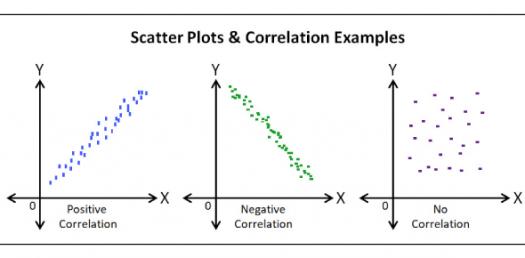 Scatter Plots & Correlation Examples
Y
Y
Y
X
X
X
0
0
0
Positive
Correlation
Negative
Correlation
No
Correlation